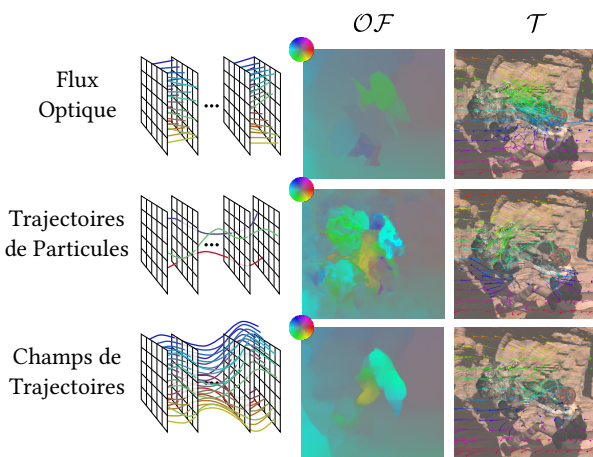 OF T
Flux
Optique
Trajectoires
de Particules
Champs de
Trajectoires